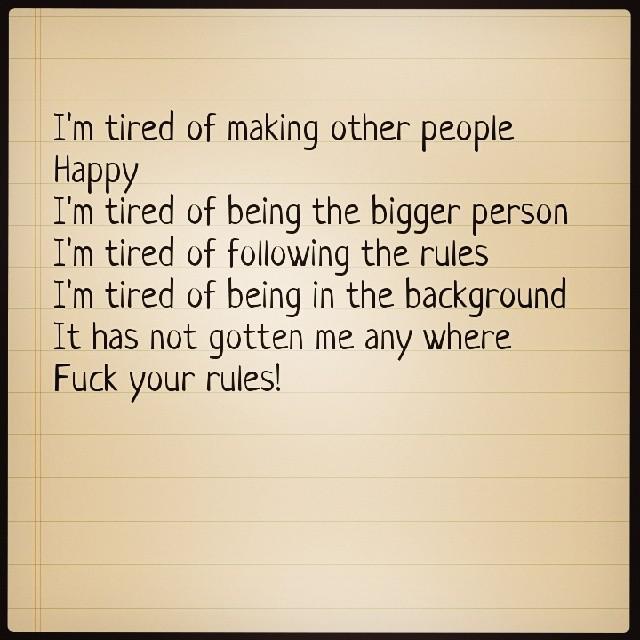 I'm tired of making other people
Happy
I'm tired of being the bigger person
I'm tired of following the rules
I'm tired of being in the background
It has not gotten me any where
Fuck your rules!